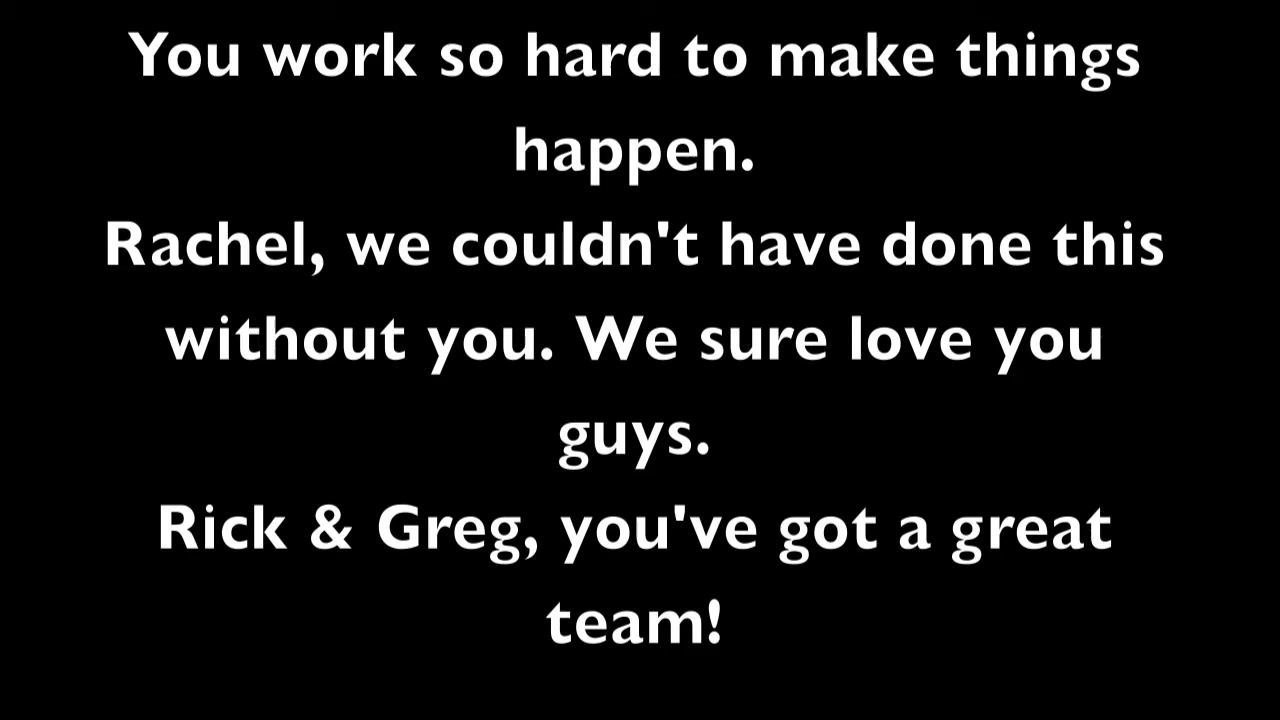 You work so hard to make things
happen.
Rachel, we couldn't have done this
without you. We sure love you
guys.
Rick & Greg, you've got a great
team!